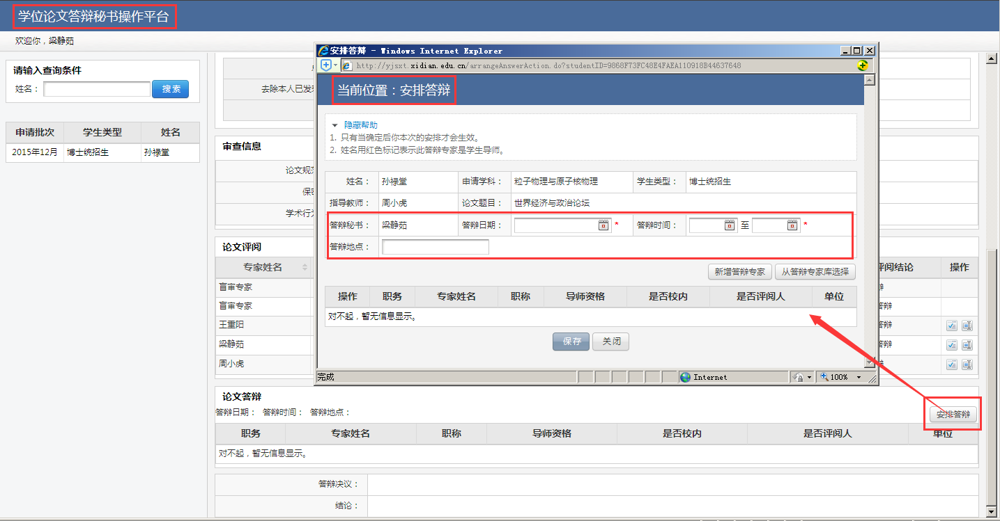 学位论文答辩秘书操作平台
欢迎你，梁静茹
请输入查询条件
姓名： 搜索
申请批次 学生类型 姓名
2015年12月 博士统招生 孙禄堂
去除本人已发
审查信息
论文规范
保密
学术行为
论文评阅
专家姓名 评阅结论 操作
盲审专家
盲审专家 答辩
王重阳 答辩
梁静茹 答辩
周小虎
安排答辩 - Windows Internet Explorer
http://yjsxt.xidian.edu.cn/arrangeAnswerAction.do?studentID=9868F73FC48E4FAEA110918B44637648
当前位置：安排答辩
隐藏帮助
1. 只有当确定后你本次的安排才会生效。
2. 姓名用红色标记表示此答辩专家是学生导师。
姓名： 孙禄堂 申请学科： 粒子物理与原子核物理 学生类型： 博士统招生
指导教师： 周小虎 论文题目： 世界经济与政治论坛
答辩秘书： 梁静茹 答辩日期： * 答辩时间： 至 *
答辩地点：
新增答辩专家 从答辩专家库选择
操作 职务 专家姓名 职称 导师资格 是否校内 是否评阅人 单位
对不起，暂无信息显示。
保存 关闭
完成 Internet 100%
论文答辩
答辩日期： 答辩时间： 答辩地点： 安排答辩
职务 专家姓名 职称 导师资格 是否校内 是否评阅人 单位
对不起，暂无信息显示。
答辩决议：
结论：